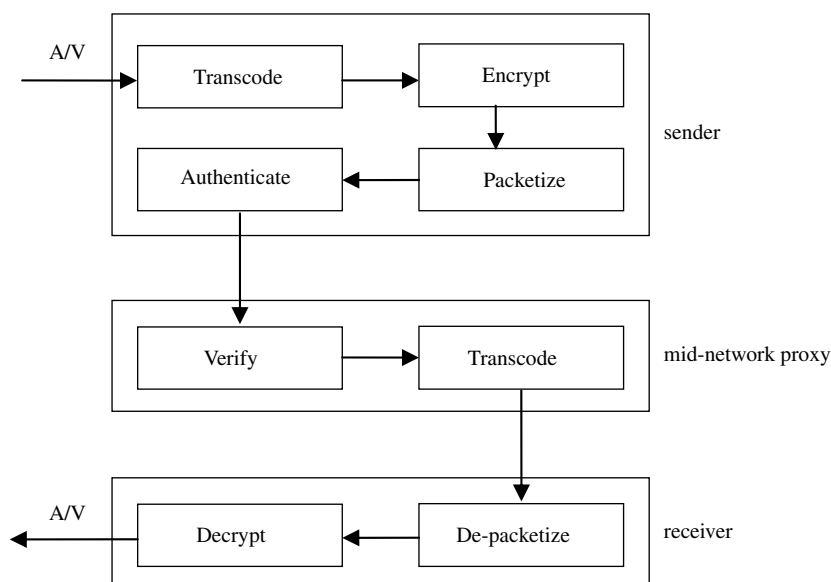 A/V
Transcode
Encrypt
sender
Authenticate
Packetize
Verify
Transcode
mid-network proxy
A/V
Decrypt
De-packetize
receiver